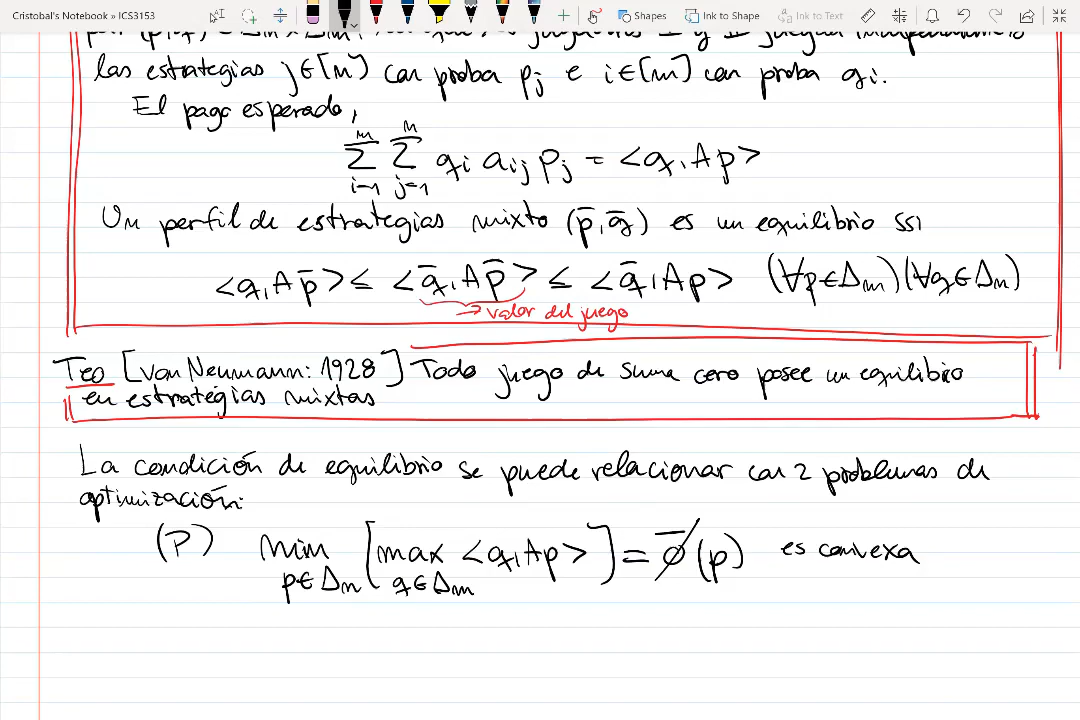 Cristobal's Notebook » ICS3153
Shapes
Ink to Shape
Ink to Text
las estrategias j∈[n] con proba pj e i∈[m] con proba qi.
El pago esperado,
m∑i=1 n∑j=1 qi aij pj = <q, Ap>
Un perfil de estrategias mixto (p̄, q̄) es un equilibrio ssi
<q, Ap̄> ≤ <q̄, Ap̄> ≤ <q̄, Ap> (∀p∈Δm)(∀q∈Δn)
→ valor del juego
Teo [von Neumann: 1928] Todo juego de suma cero posee un equilibrio
en estrategias mixtas
La condición de equilibrio se puede relacionar con 2 problemas de
optimización:
(P) min p∈Δn [max q∈Δm <q, Ap>] = ϕ̄(p) es convexa